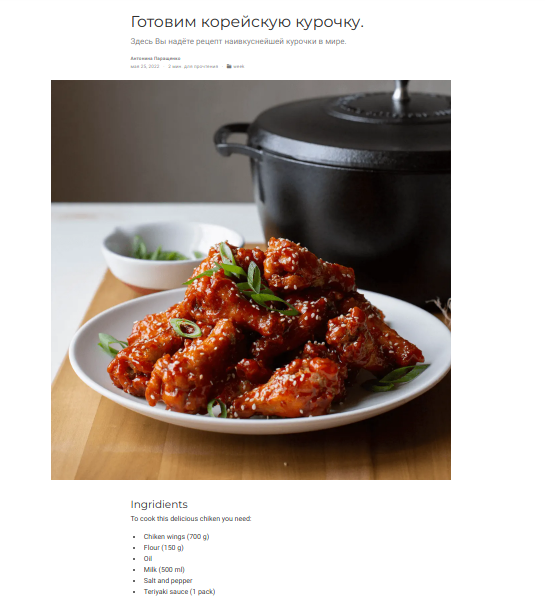 Готовим корейскую курочку.
Здесь Вы надёте рецепт наивкуснейшей курочки в мире.
Антонина Паращенко
мая 25, 2022 2 мин для прочтения week
Ingridients
To cook this delicious chiken you need:
Chiken wings (700 g)
Flour (150 g)
Oil
Milk (500 ml)
Salt and pepper
Teriyaki sauce (1 pack)